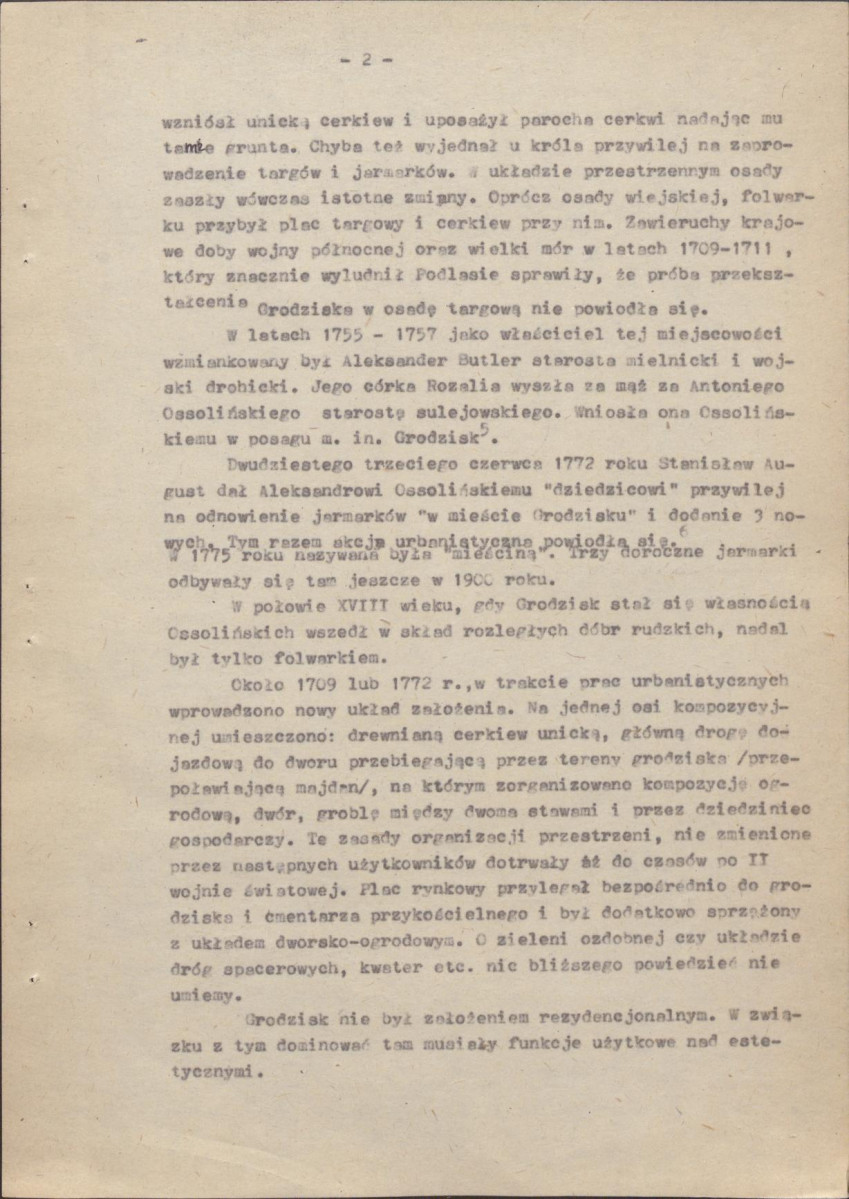 - 2 -
wzniósł unicką cerkiew i uposażył parocha cerkwi nadając mu
tamże grunta. Chyba też wyjednał u króla przywilej na zapro-
wadzenie targów i jarmarków. W układzie przestrzennym osady
zaszły wówczas istotne zmiany. Oprócz osady wiejskiej, folwar-
ku przybył plac targowy i cerkiew przy nim. Zawieruchy krajo-
we doby wojny północnej oraz wielki mór w latach 1709-1711 ,
który znacznie wyludnił Podlasie sprawiły, że próba przeksz-
tałcenia Grodziska w osadę targową nie powiodła się.
W latach 1755 - 1757 jako właściciel tej miejscowości
wzmiankowany był Aleksander Butler starosta mielnicki i woj-
ski drohicki. Jego córka Rozalia wyszła za mąż za Antoniego
Ossolińskiego starostę sulejowskiego. Wniosła ona Ossolińs-
kiemu w posagu m. in. Grodzisk5.
Dwudziestego trzeciego czerwca 1772 roku Stanisław Au-
gust dał Aleksandrowi Ossolińskiemu "dziedzicowi" przywilej
na odnowienie jarmarków "w mieście Grodzisku" i dodanie 3 no-
wych. Tym razem akcja urbanistyczna powiodła się.6
W 1775 roku nazywana była "mieściną". Trzy doroczne jarmarki
odbywały się tam jeszcze w 1900 roku.
W połowie XVIII wieku, gdy Grodzisk stał się własnością
Ossolińskich wszedł w skład rozległych dóbr rudzkich, nadal
był tylko folwarkiem.
Około 1709 lub 1772 r.,w trakcie prac urbanistycznych
wprowadzono nowy układ założenia. Na jednej osi kompozycyj-
nej umieszczono: drewnianą cerkiew unicką, główną drogę do-
jazdową do dworu przebiegającą przez tereny grodziska /prze-
poławiającą majdan/, na którym zorganizowano kompozycję og-
rodową, dwór, groblę między dwoma stawami i przez dziedziniec
gospodarczy. Te zasady organizacji przestrzeni, nie zmienione
przez następnych użytkowników dotrwały aż do czasów po II
wojnie światowej. Plac rynkowy przylegał bezpośrednio do gro-
dziska i cmentarza przykościelnego i był dodatkowo sprzężony
z układem dworsko-ogrodowym. O zieleni ozdobnej czy układzie
dróg spacerowych, kwater etc. nic bliższego powiedzieć nie
umiemy.
Grodzisk nie był założeniem rezydencjonalnym. W zwią-
zku z tym dominować tam musiały funkcje użytkowe nad este-
tycznymi.